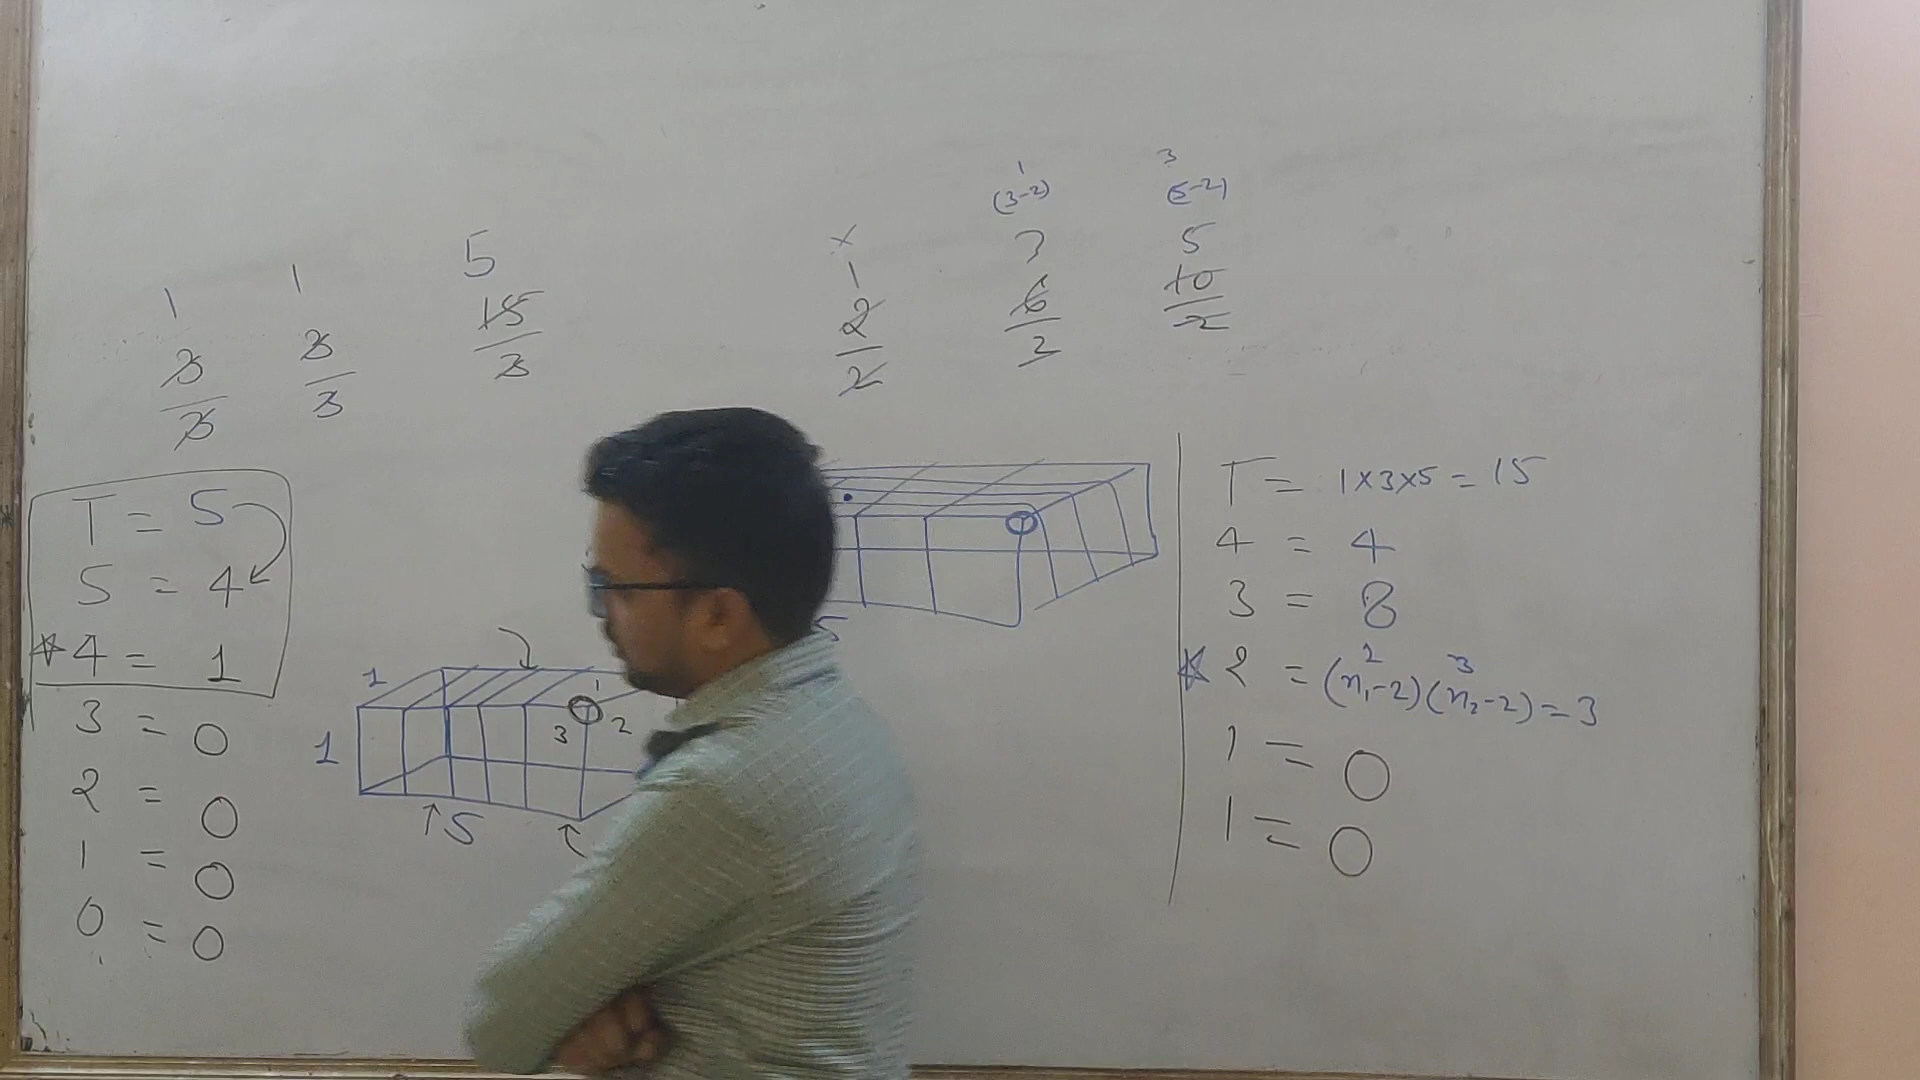 1 1 5
3/3 3/3 15/3
T = 5
5 = 4
*4 = 1
3 = 0
2 = 0
1 = 0
0 = 0
1
1
5
1
3 2
1 3
(3-2) (5-2)
x 3 5
1
2/2 6/2 10/2
5
T = 1x3x5 = 15
4 = 4
3 = 8
*2 = (n₁-2)(n₂-2) = 3
1 = 0
1 = 0